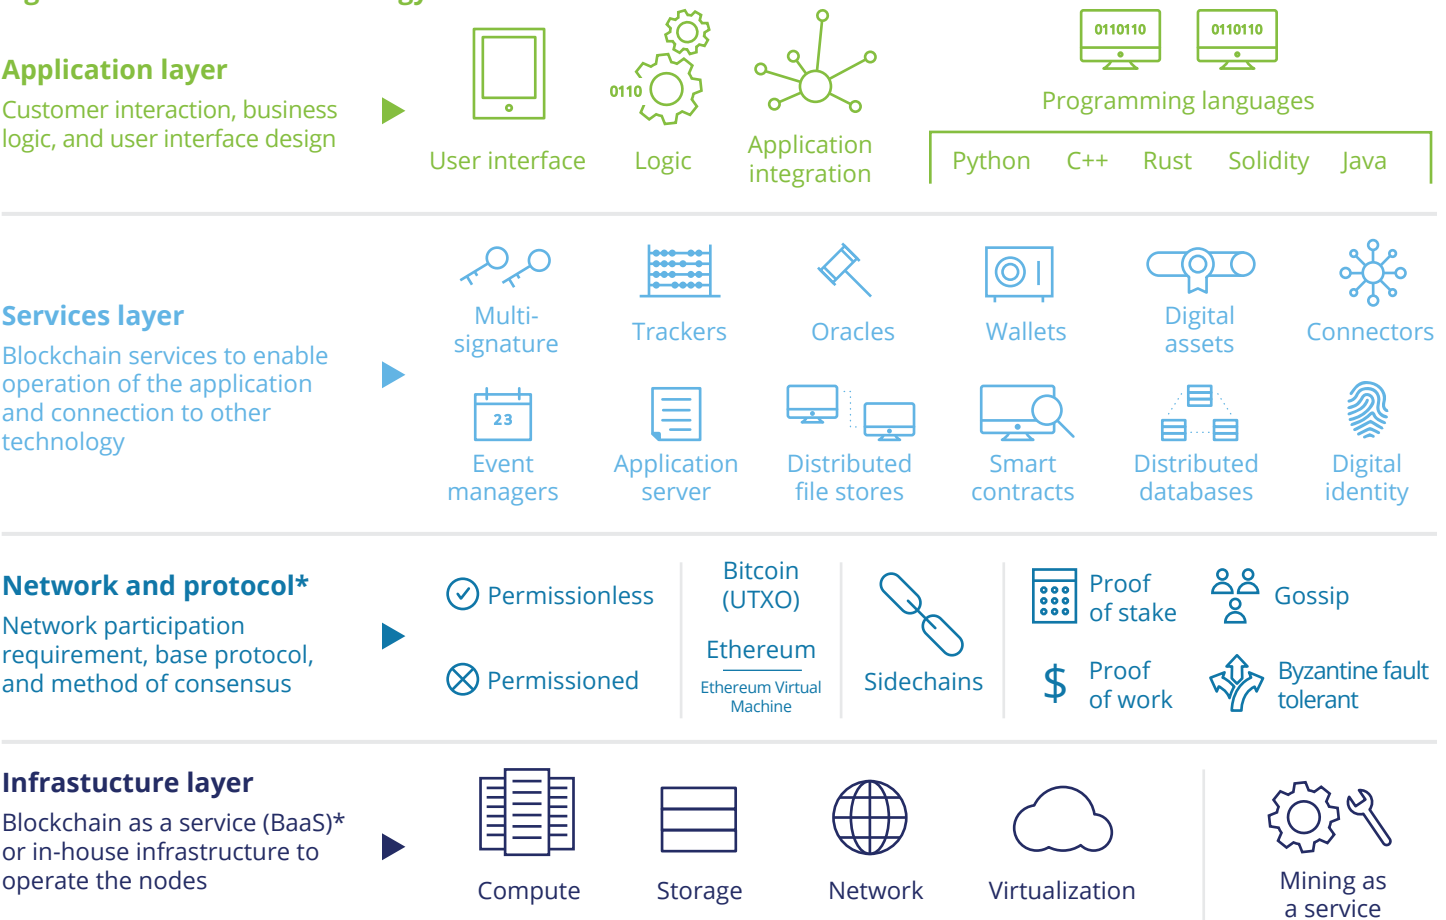 Application layer
Customer interaction, business
logic, and user interface design
0110
0110110
0110110
User interface
Logic
Application
integration
Programming languages
Python
C++
Rust
Solidity
Java
Services layer
Blockchain services to enable
operation of the application
and connection to other
technology
Multi-
signature
Trackers
Oracles
Wallets
Digital
assets
Connectors
23
Event
managers
Application
server
Distributed
file stores
Smart
contracts
Distributed
databases
Digital
identity
Network and protocol*
Network participation
requirement, base protocol,
and method of consensus
Permissionless
Permissioned
Bitcoin
(UTXO)
Ethereum
Ethereum Virtual
Machine
Sidechains
Proof
of stake
$
Proof
of work
Gossip
Byzantine fault
tolerant
Infrastucture layer
Blockchain as a service (BaaS)*
or in-house infrastructure to
operate the nodes
Compute
Storage
Network
Virtualization
Mining as
a service